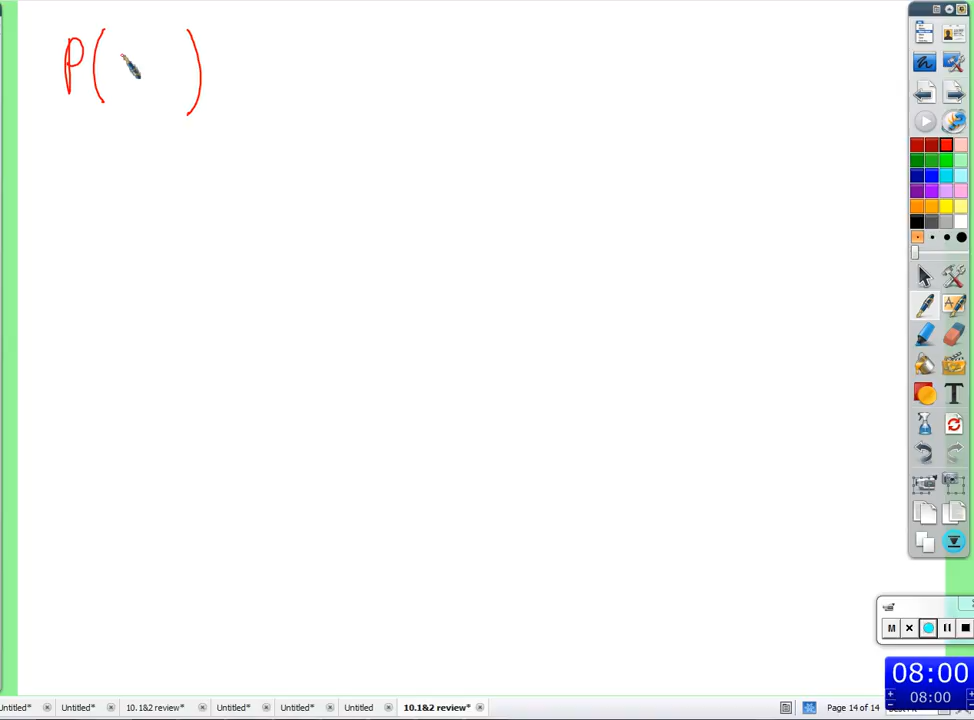 P( )
M
08:00
08:00
Untitled* Untitled* 10.1&2 review* Untitled* Untitled* Untitled 10.1&2 review* Page 14 of 14
A
T